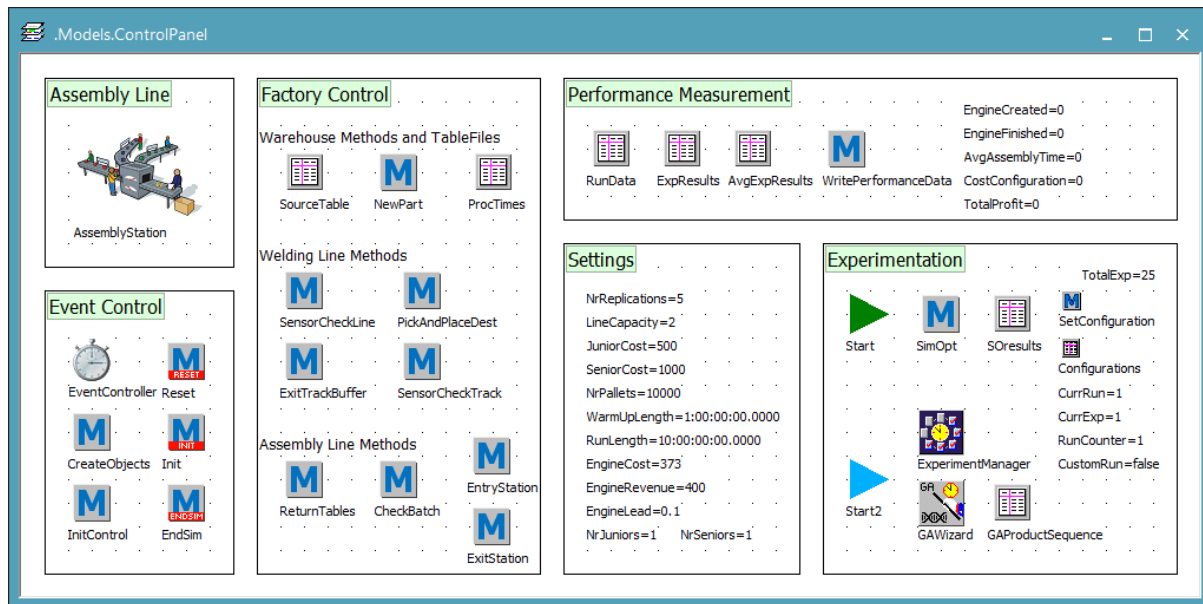 .Models.ControlPanel
Assembly Line
AssemblyStation
Event Control
EventController
RESET
Reset
M
CreateObjects
M
INIT
Init
M
InitControl
M
ENDSIM
EndSim
Factory Control
Warehouse Methods and TableFiles
SourceTable
M
NewPart
ProcTimes
Welding Line Methods
M
SensorCheckLine
M
PickAndPlaceDest
M
ExitTrackBuffer
M
SensorCheckTrack
Assembly Line Methods
M
ReturnTables
M
CheckBatch
M
EntryStation
M
ExitStation
Performance Measurement
RunData
ExpResults
AvgExpResults
M
WritePerformanceData
EngineCreated=0
EngineFinished=0
AvgAssemblyTime=0
CostConfiguration=0
TotalProfit=0
Settings
NrReplications=5
LineCapacity=2
JuniorCost=500
SeniorCost=1000
NrPallets=10000
WarmUpLength=1:00:00:00.0000
RunLength=10:00:00:00.0000
EngineCost=373
EngineRevenue=400
EngineLead=0.1
NrJuniors=1 NrSeniors=1
Experimentation
TotalExp=25
Start
M
SimOpt
SOresults
M
SetConfiguration
Configurations
CurrRun=1
CurrExp=1
RunCounter=1
CustomRun=false
ExperimentManager
Start2
GA
GAWizard
GAProductSequence